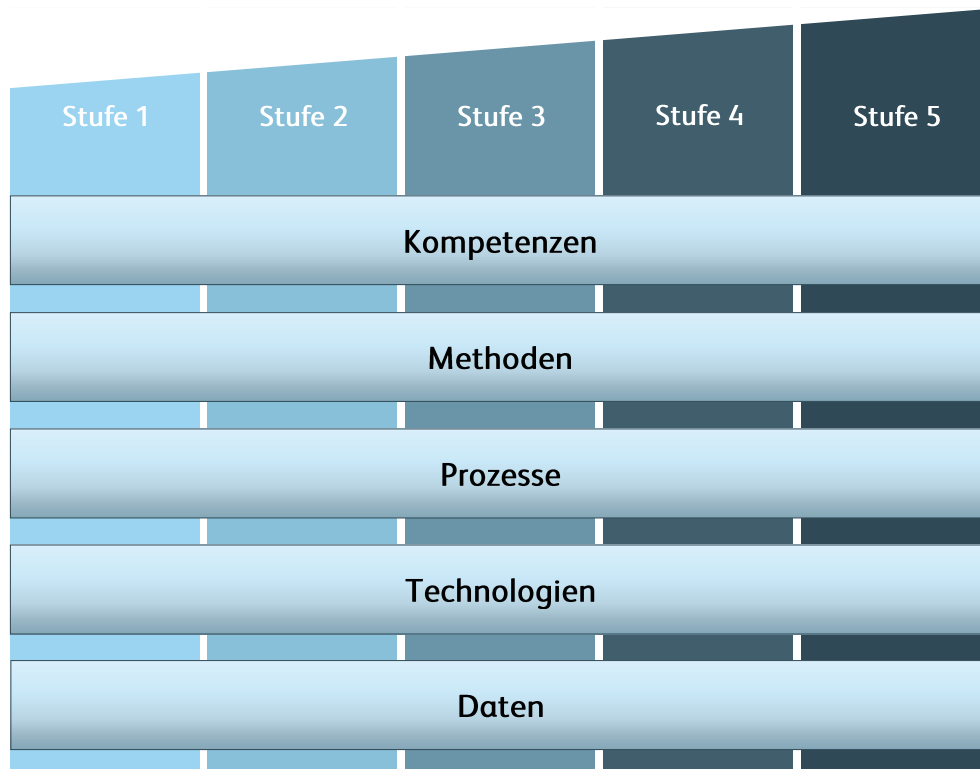 Stufe 1
Stufe 2
Stufe 3
Stufe 4
Stufe 5
Kompetenzen
Methoden
Prozesse
Technologien
Daten